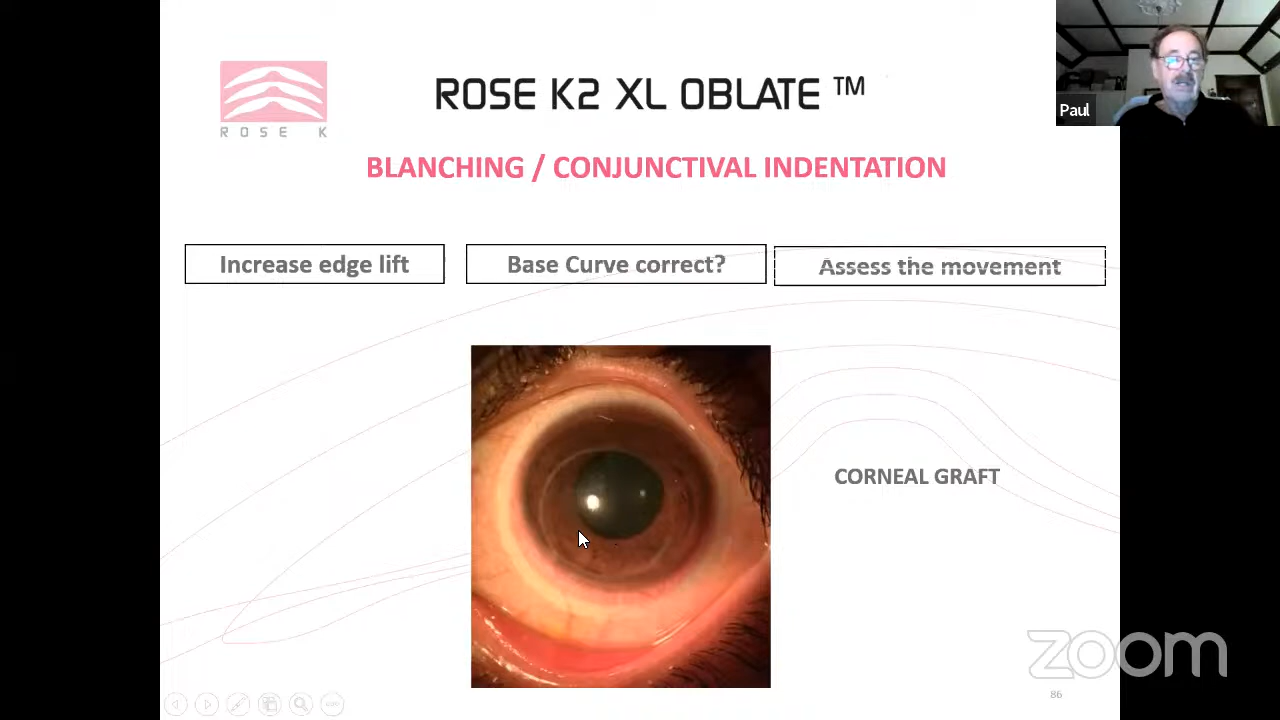 ROSE K
ROSE K2 XL OBLATE ™
Paul
BLANCHING / CONJUNCTIVAL INDENTATION
Increase edge lift
Base Curve correct?
Assess the movement
CORNEAL GRAFT
zoom
86